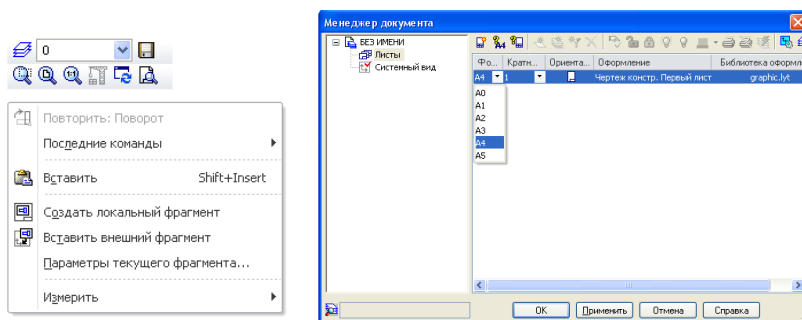 0
Повторить: Поворот
Последние команды
Вставить Shift+Insert
Создать локальный фрагмент
Вставить внешний фрагмент
Параметры текущего фрагмента...
Измерить
Менеджер документа
БЕЗ ИМЕНИ
Листы
Системный вид
Фо... Кратн... Ориента... Оформление Библиотека оформл
A4 1 Чертеж констр. Первый лист graphic.lyt
A0
A1
A2
A3
A4
A5
OK Применить Отмена Справка